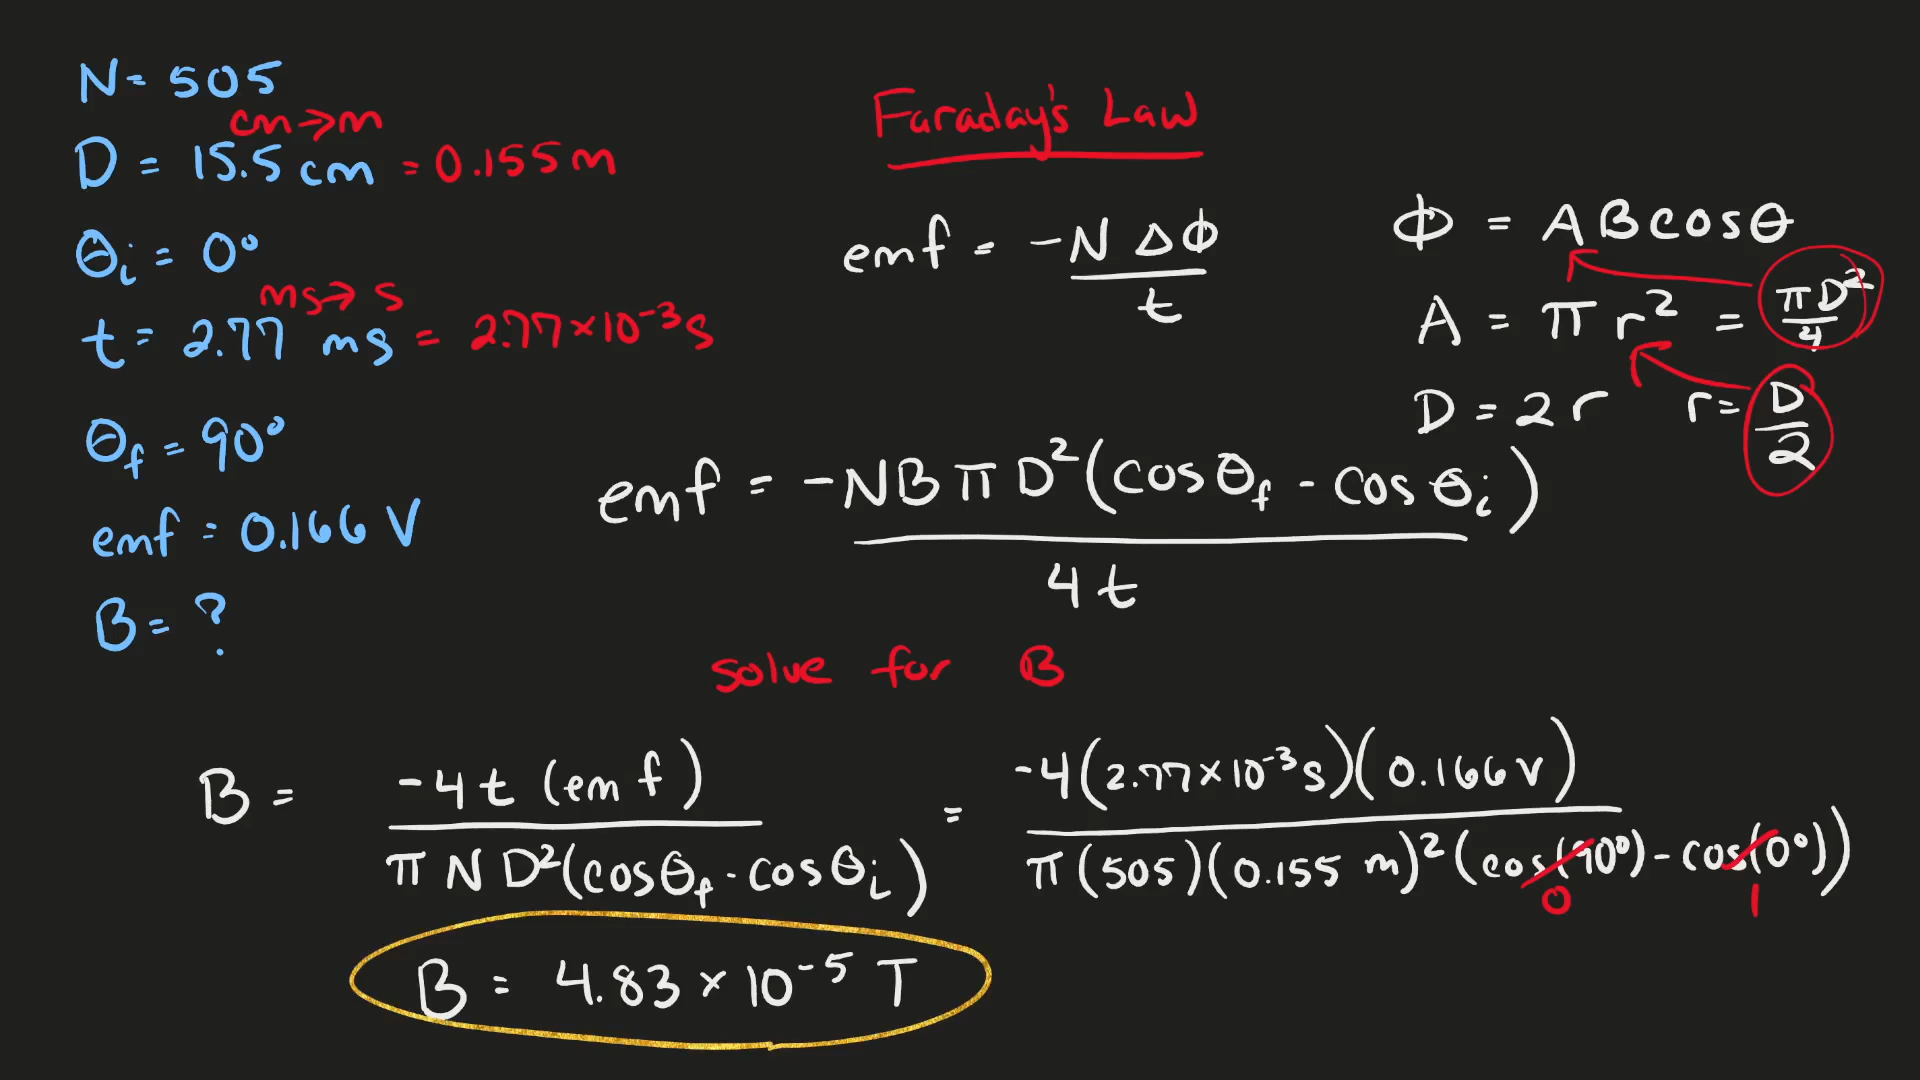 N = 505
cm → m
D = 15.5 cm = 0.155 m
θi = 0°
ms → s
t = 2.77 ms = 2.77 × 10⁻³ s
θf = 90°
emf = 0.166 V
B = ?
Faraday's Law
emf = -N ΔΦ / t
Φ = A B cos θ
A = π r² = πD² / 4
D = 2r r = D / 2
emf = -NBπD² (cos θf - cos θi) / 4t
solve for B
B = -4t (emf) / πND² (cos θf - cos θi) = -4(2.77 × 10⁻³ s)(0.166 V) / π(505)(0.155 m)² (cos(90°) - cos(0°))
0 1
B = 4.83 × 10⁻⁵ T